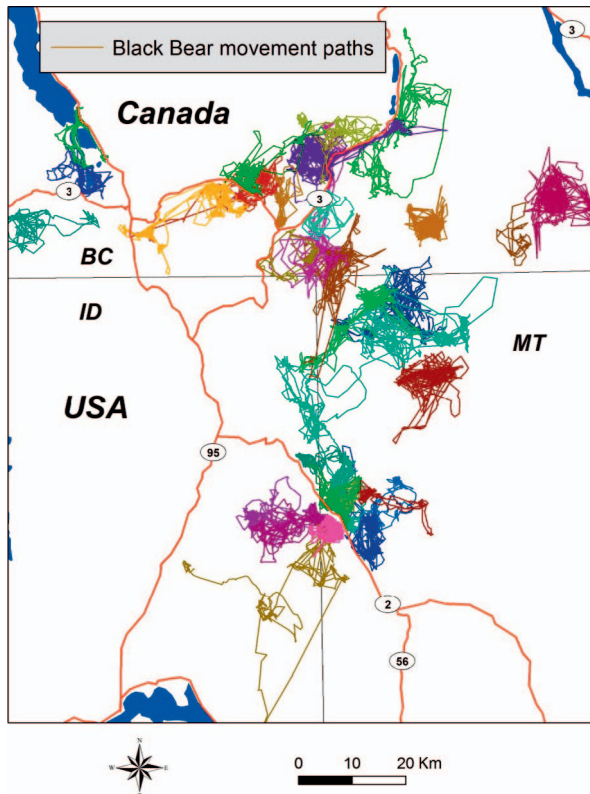 Black Bear movement paths
3
Canada
3
3
BC
ID
MT
USA
95
2
56
N
W E
S
0 10 20 Km